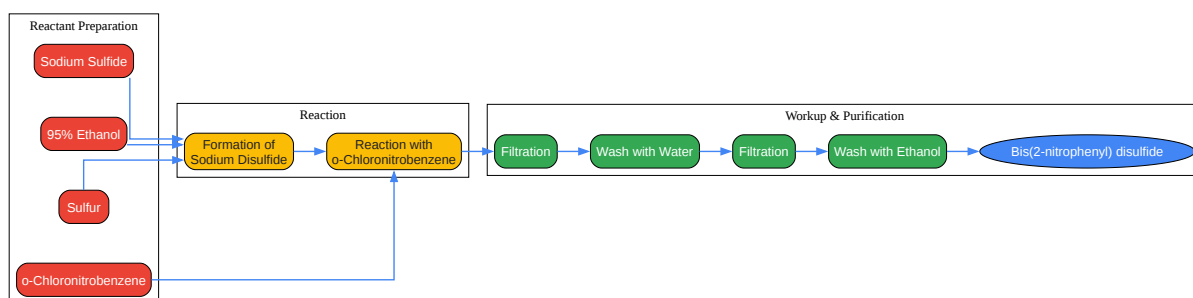 Reactant Preparation
Sodium Sulfide
95% Ethanol
Sulfur
o-Chloronitrobenzene
Reaction
Formation of
Sodium Disulfide
Reaction with
o-Chloronitrobenzene
Workup & Purification
Filtration
Wash with Water
Filtration
Wash with Ethanol
Bis(2-nitrophenyl) disulfide